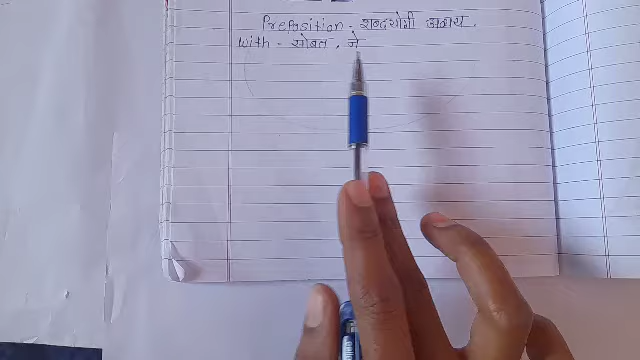 Preposition - शब्दयोगी अव्यय.
With - सोबत, ने